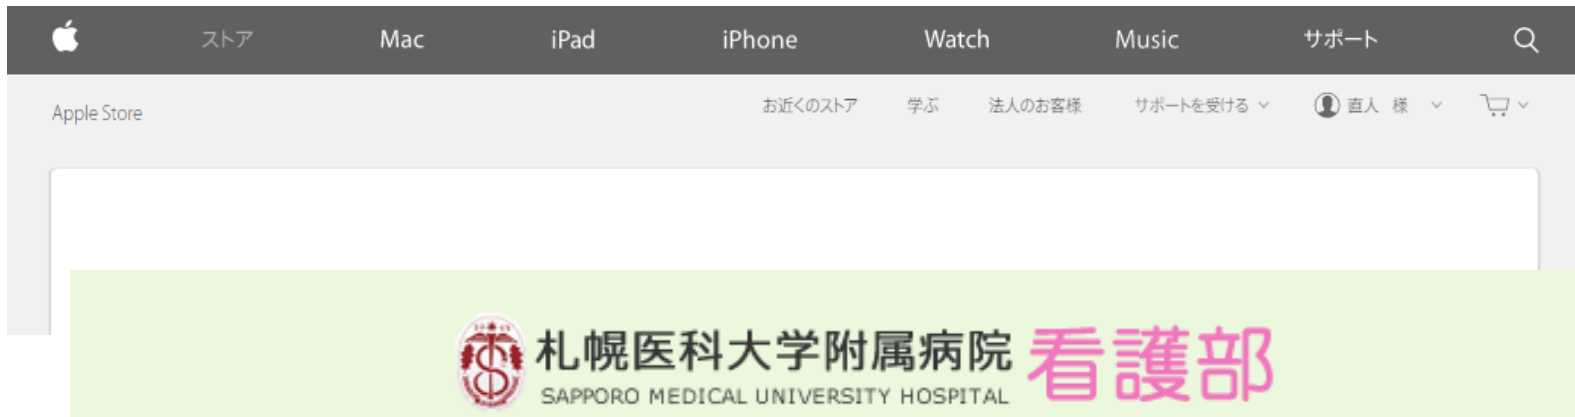 ストア Mac iPad iPhone Watch Music サポート
Apple Store お近くのストア 学ぶ 法人のお客様 サポートを受ける 直人 様
札幌医科大学附属病院 看護部
SAPPORO MEDICAL UNIVERSITY HOSPITAL